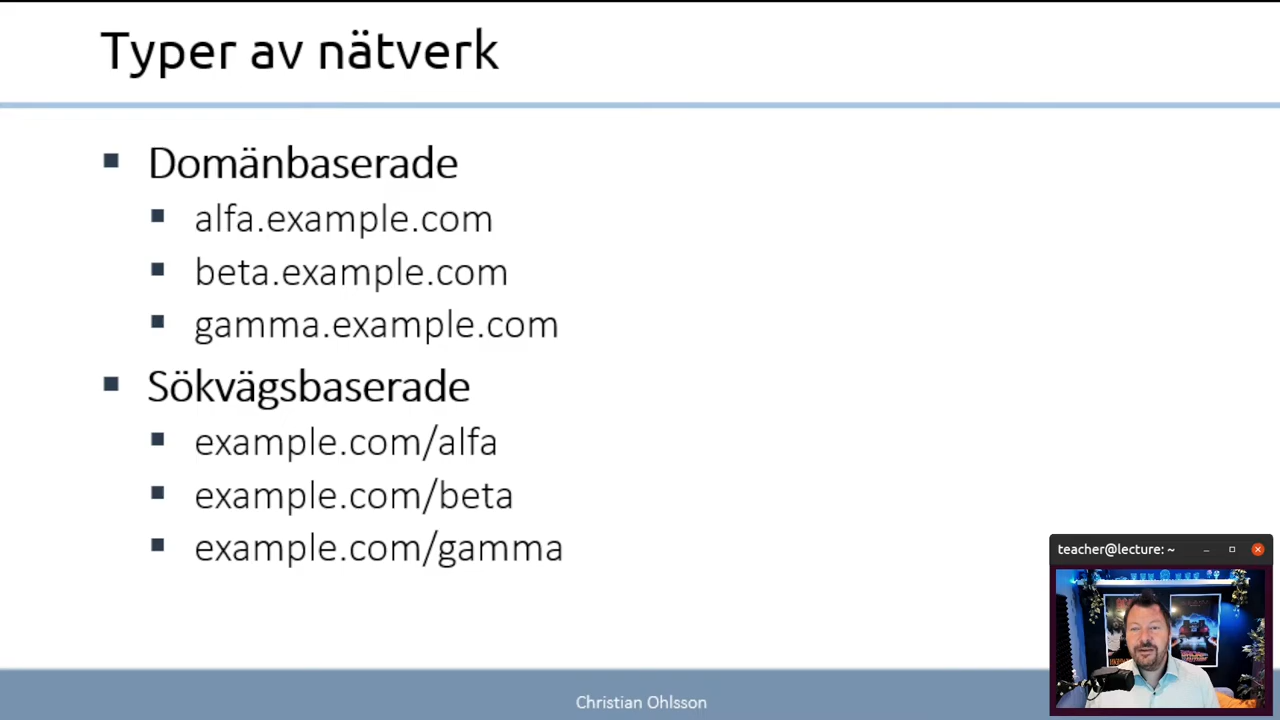 Typer av nätverk
Domänbaserade
alfa.example.com
beta.example.com
gamma.example.com
Sökvägsbaserade
example.com/alfa
example.com/beta
example.com/gamma
teacher@lecture: ~
Christian Ohlsson